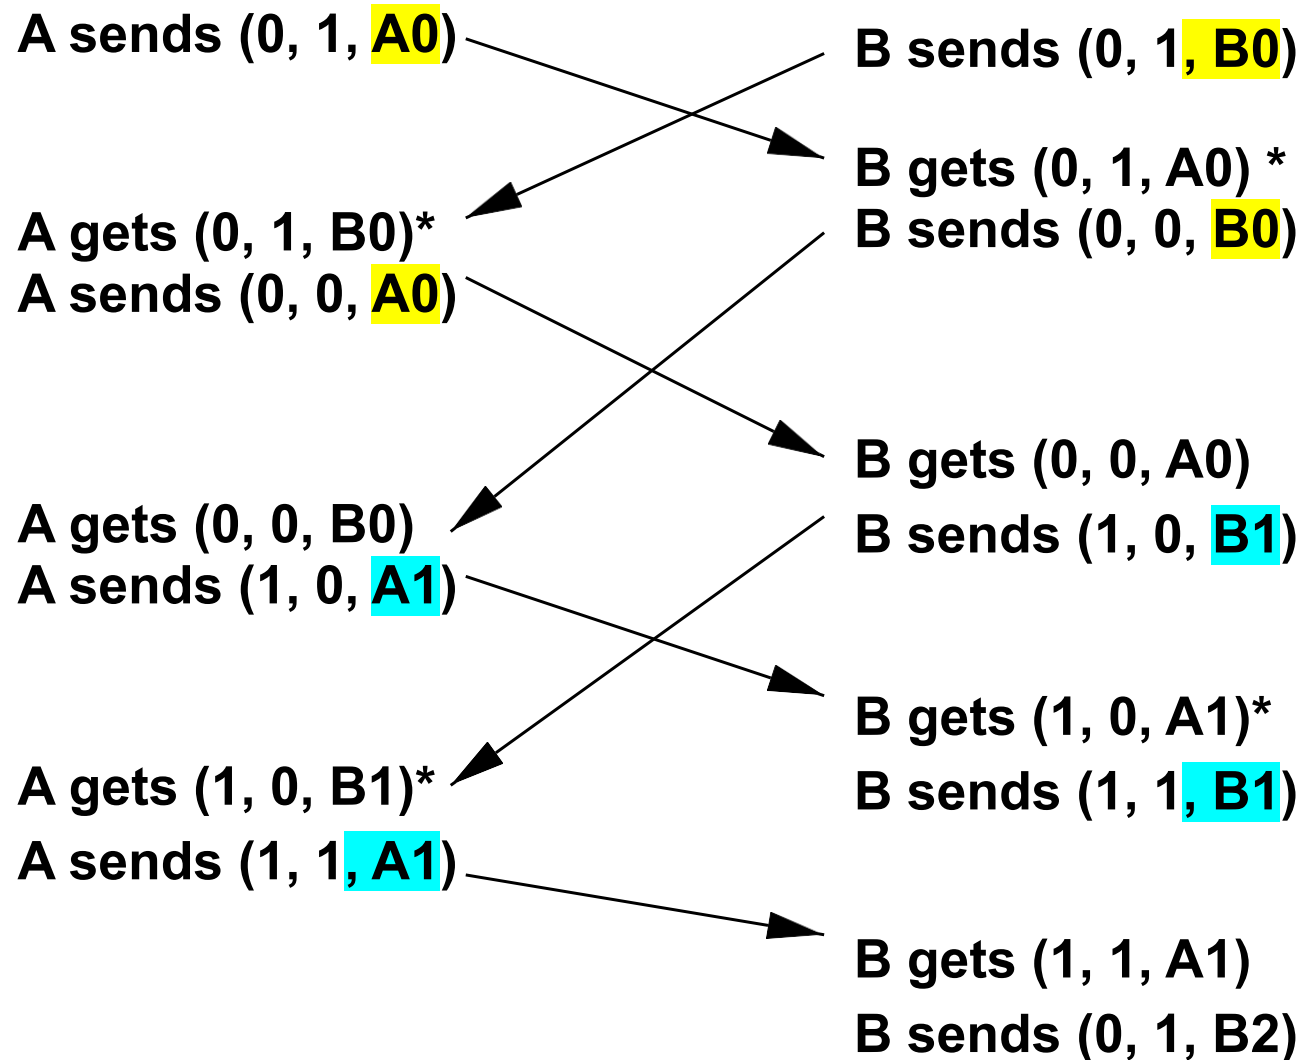 A sends (0, 1, A0)
B sends (0, 1, B0)
B gets (0, 1, A0) *
A gets (0, 1, B0)*
B sends (0, 0, B0)
A sends (0, 0, A0)
B gets (0, 0, A0)
A gets (0, 0, B0)
B sends (1, 0, B1)
A sends (1, 0, A1)
B gets (1, 0, A1)*
A gets (1, 0, B1)*
B sends (1, 1, B1)
A sends (1, 1, A1)
B gets (1, 1, A1)
B sends (0, 1, B2)